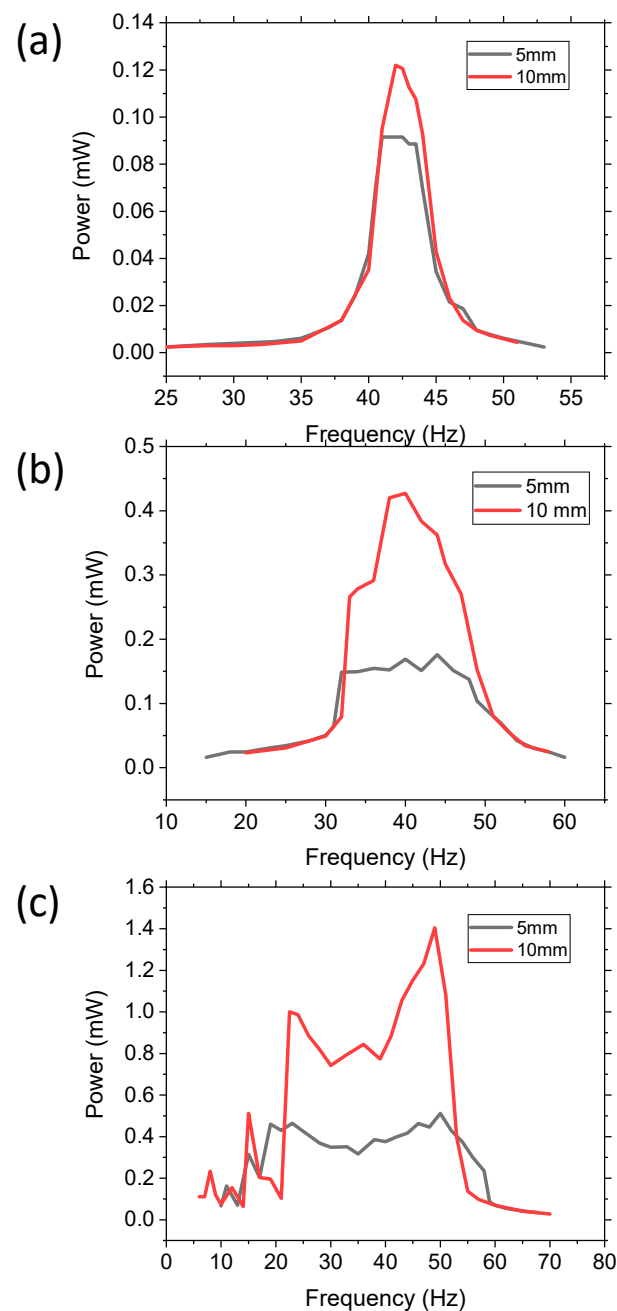 (a)
0.14
0.12
0.10
0.08
0.06
0.04
0.02
0.00
Power (mW)
5mm
10mm
25 30 35 40 45 50 55
Frequency (Hz)
(b)
0.5
0.4
0.3
0.2
0.1
0.0
Power (mW)
5mm
10 mm
10 20 30 40 50 60
Frequency (Hz)
(c)
1.6
1.4
1.2
1.0
0.8
0.6
0.4
0.2
0.0
Power (mW)
5mm
10mm
0 10 20 30 40 50 60 70 80
Frequency (Hz)